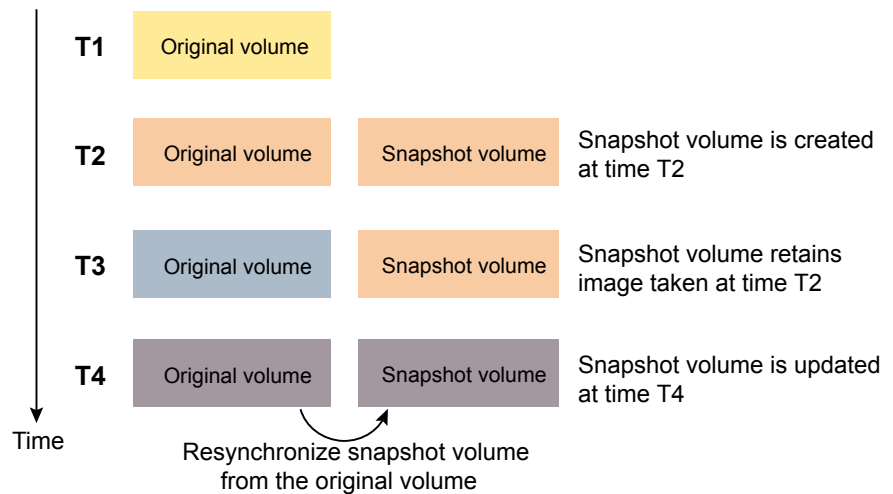 T1
Original volume
T2
Original volume
Snapshot volume
Snapshot volume is created
at time T2
T3
Original volume
Snapshot volume
Snapshot volume retains
image taken at time T2
T4
Original volume
Snapshot volume
Snapshot volume is updated
at time T4
Time
Resynchronize snapshot volume
from the original volume